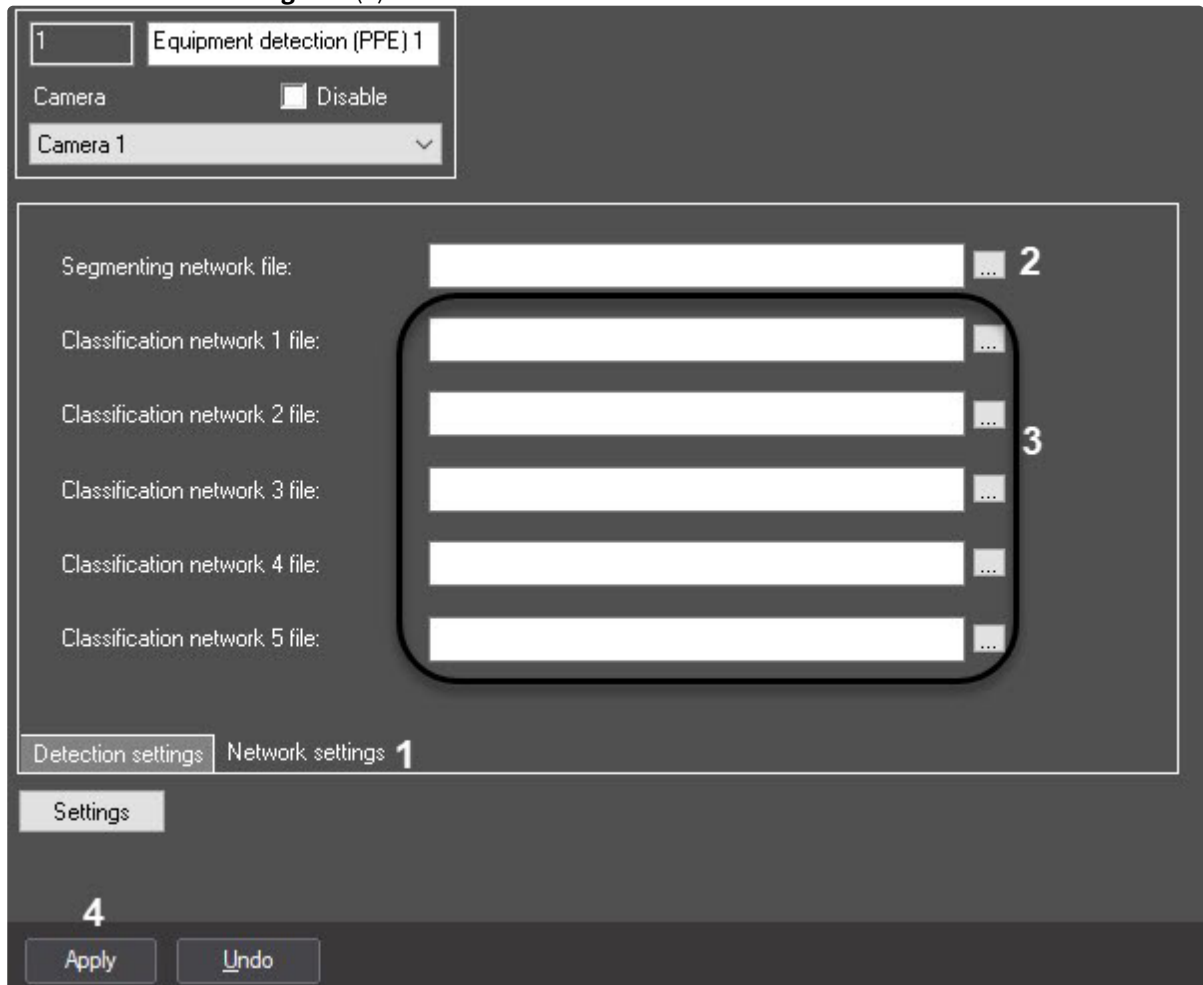 1 Equipment detection (PPE) 1
Camera Disable
Camera 1
Segmenting network file: ... 2
Classification network 1 file: ...
Classification network 2 file: ...
3
Classification network 3 file: ...
Classification network 4 file: ...
Classification network 5 file: ...
Detection settings Network settings 1
Settings
4
Apply Undo